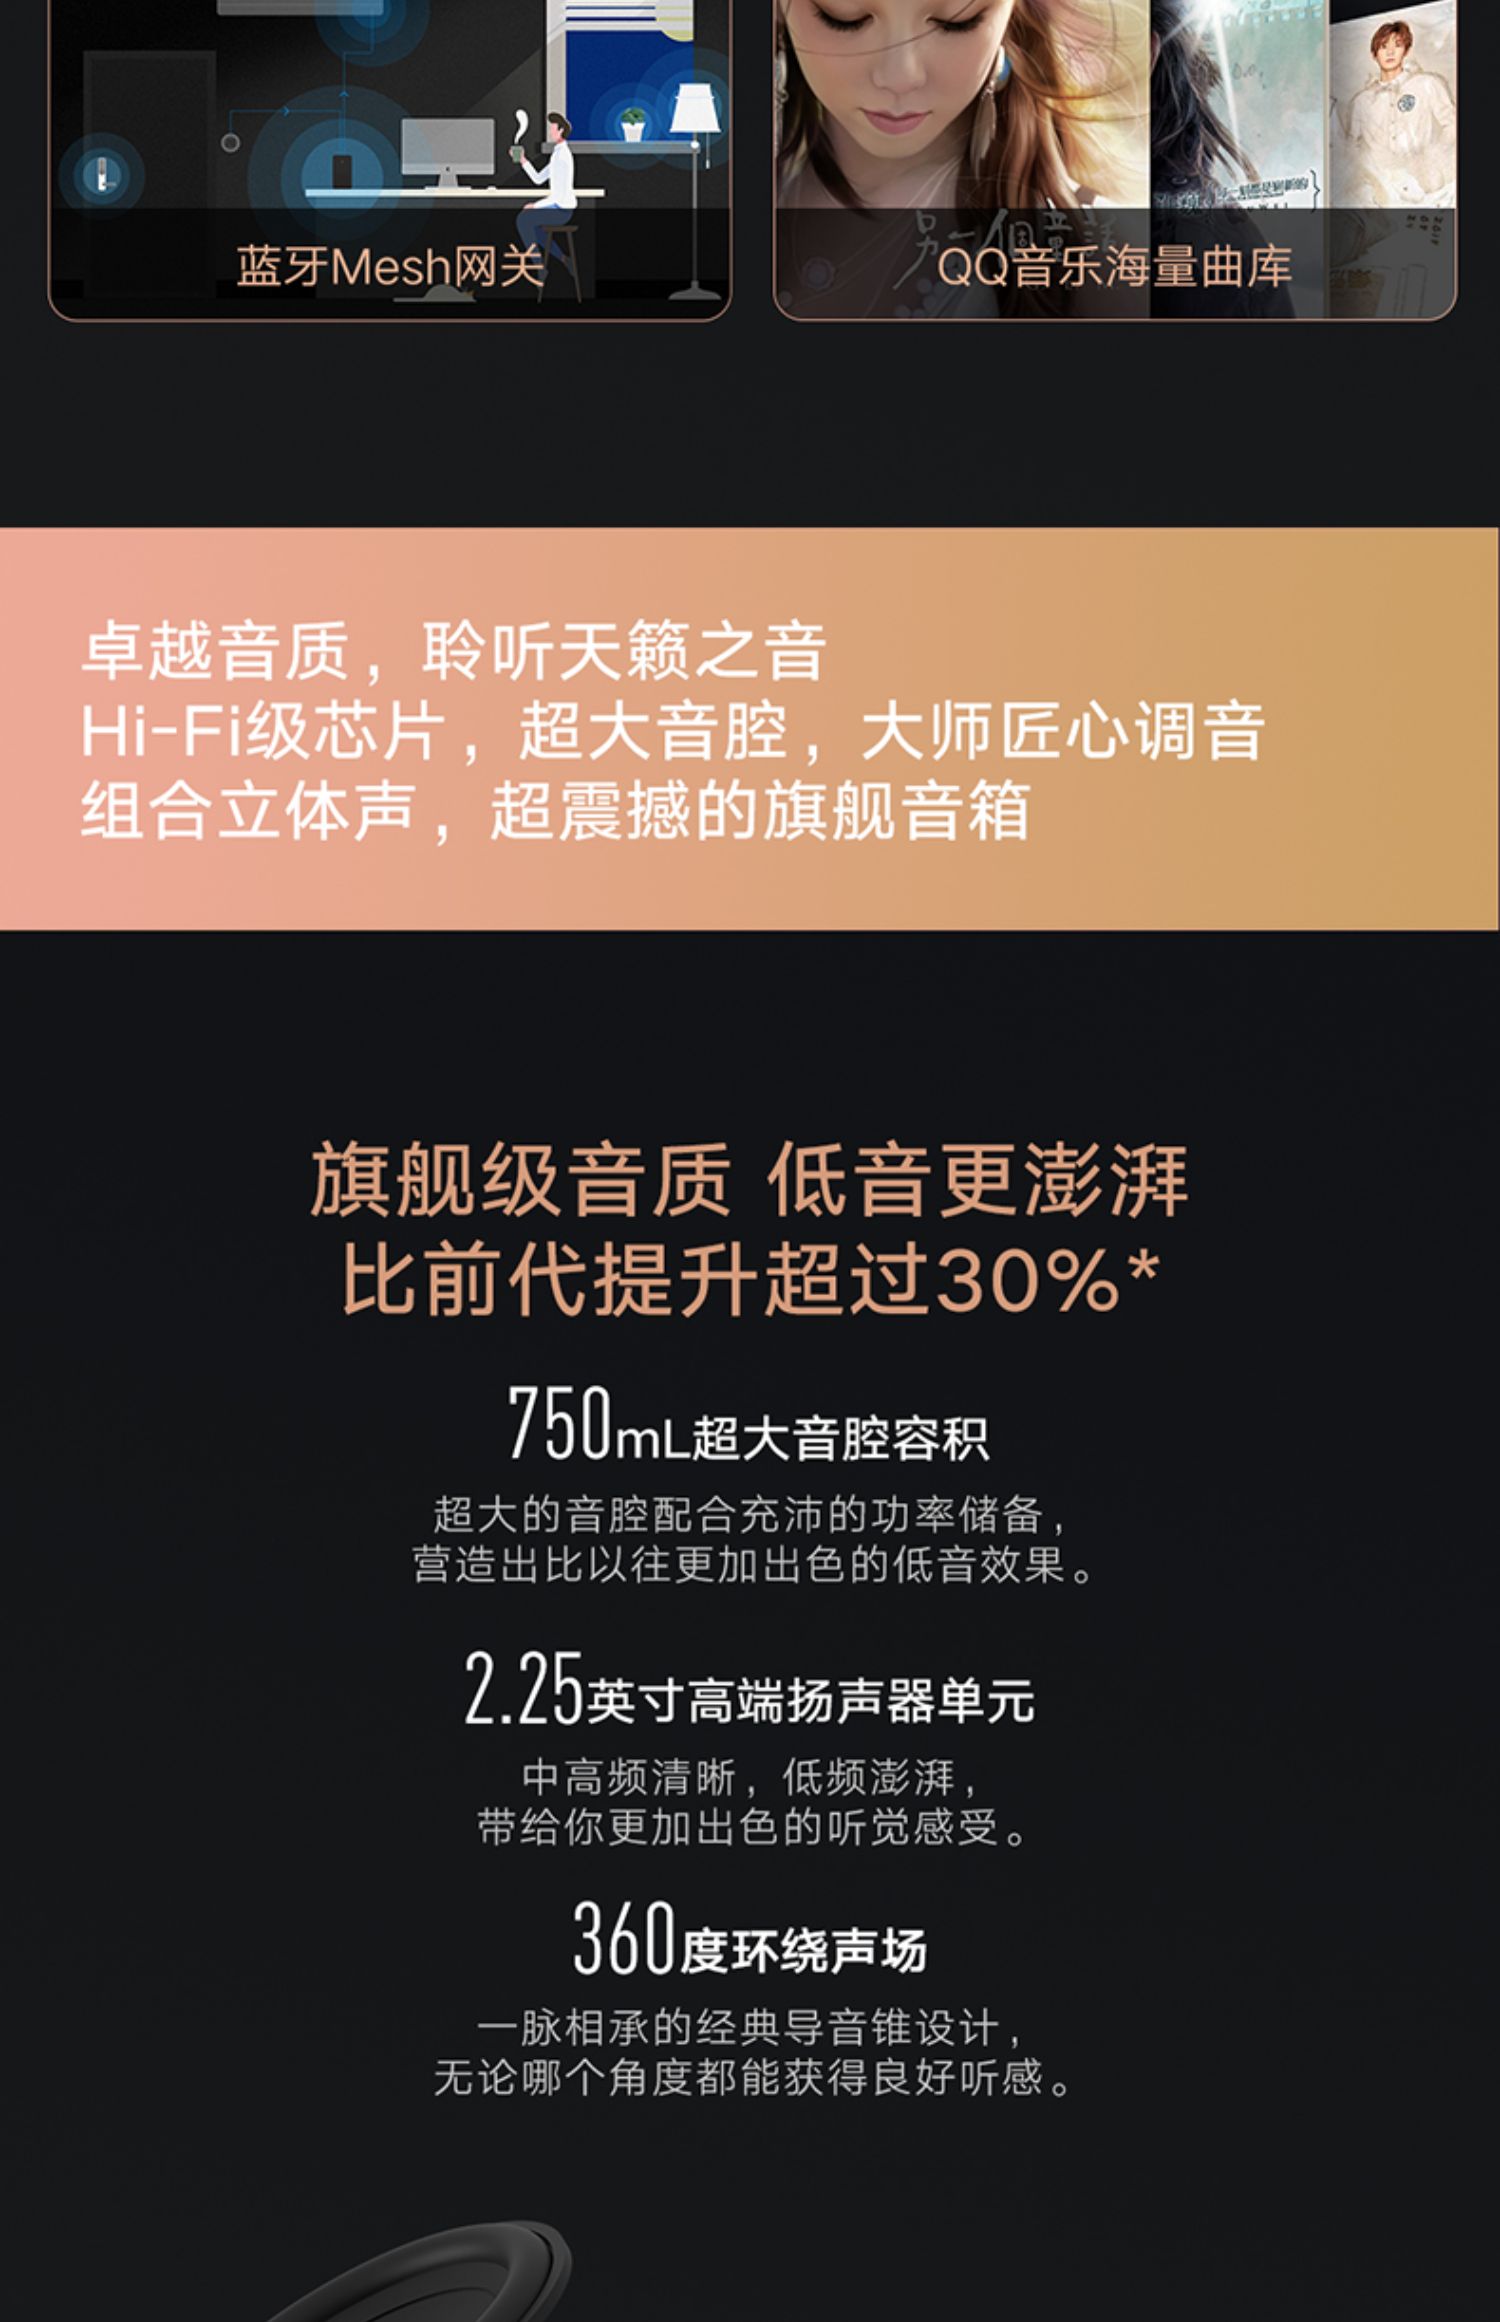 蓝牙Mesh网关
QQ音乐海量曲库
卓越音质，聆听天籁之音
Hi-Fi级芯片，超大音腔，大师匠心调音
组合立体声，超震撼的旗舰音箱
旗舰级音质 低音更澎湃
比前代提升超过30%*
750mL超大音腔容积
超大的音腔配合充沛的功率储备，
营造出比以往更加出色的低音效果。
2.25英寸高端扬声器单元
中高频清晰，低频澎湃，
带给你更加出色的听觉感受。
360度环绕声场
一脉相承的经典导音锥设计，
无论哪个角度都能获得良好听感。